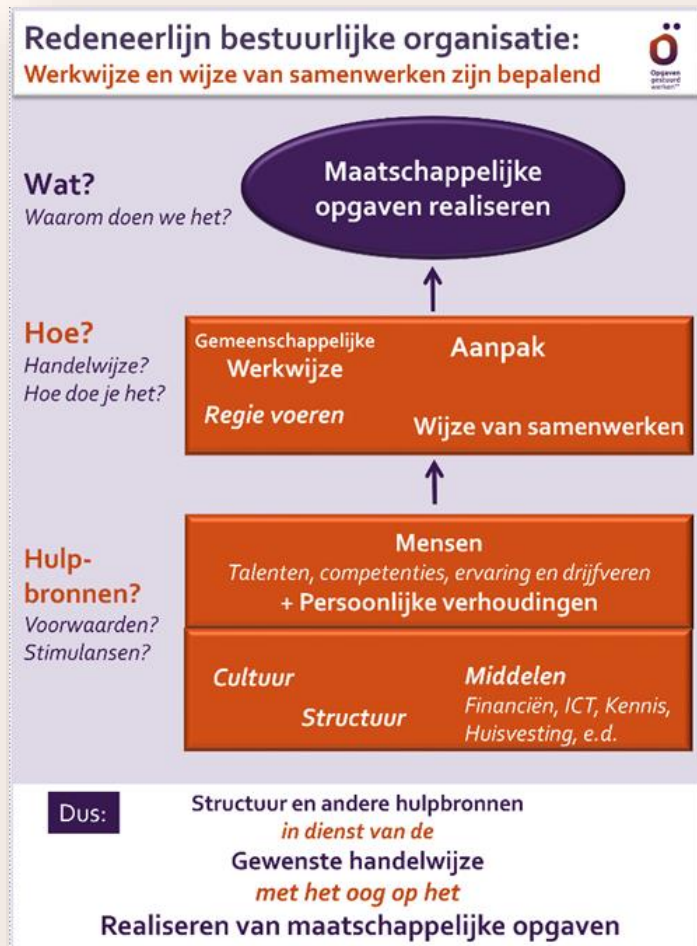 Redeneerlijn bestuurlijke organisatie:
Werkwijze en wijze van samenwerken zijn bepalend
Ö
Opgaven
gestuurd
werken
Wat?
Waarom doen we het?
Maatschappelijke
opgaven realiseren
Hoe?
Handelwijze?
Hoe doe je het?
Gemeenschappelijke
Werkwijze
Aanpak
Regie voeren
Wijze van samenwerken
Hulp-
bronnen?
Voorwaarden?
Stimulansen?
Mensen
Talenten, competenties, ervaring en drijfveren
+ Persoonlijke verhoudingen
Cultuur
Structuur
Middelen
Financiën, ICT, Kennis,
Huisvesting, e.d.
Dus:
Structuur en andere hulpbronnen
in dienst van de
Gewenste handelwijze
met het oog op het
Realiseren van maatschappelijke opgaven